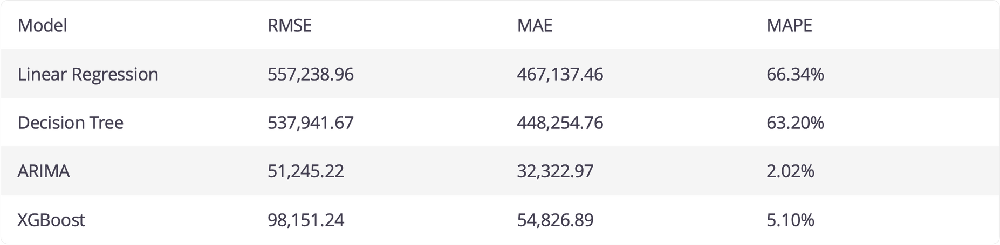 Model RMSE MAE MAPE
Linear Regression 557,238.96 467,137.46 66.34%
Decision Tree 537,941.67 448,254.76 63.20%
ARIMA 51,245.22 32,322.97 2.02%
XGBoost 98,151.24 54,826.89 5.10%